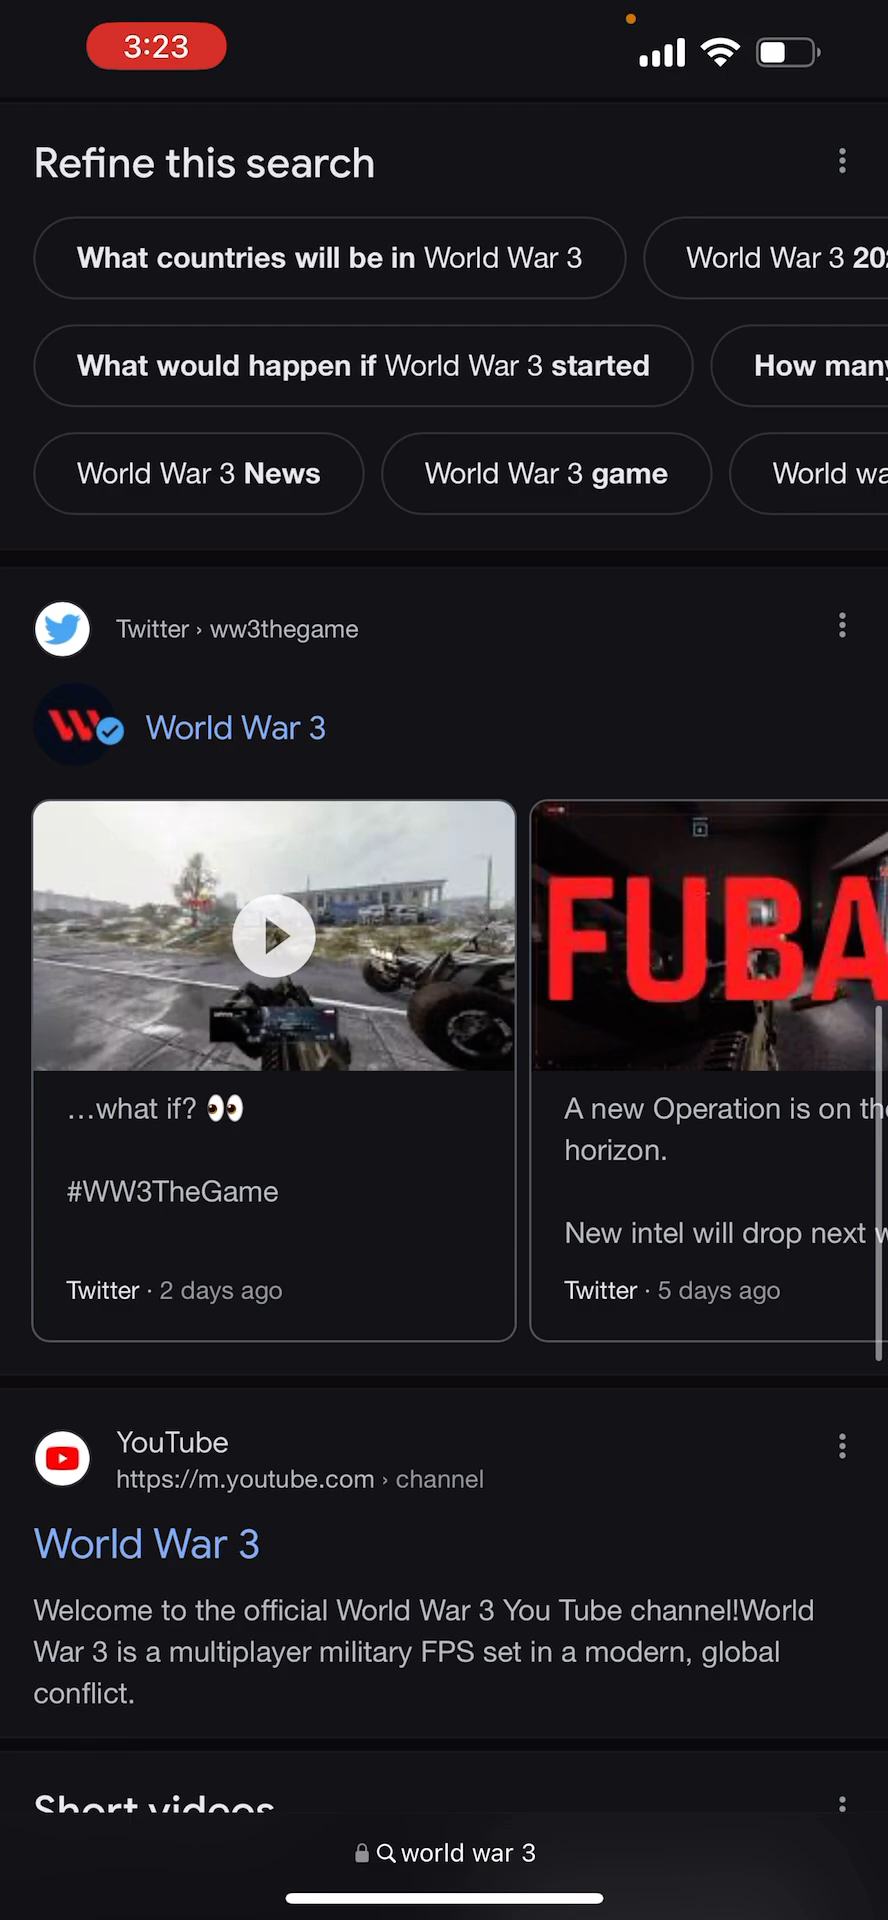 3:23
Refine this search
What countries will be in World War 3
World War 3
What would happen if World War 3 started
How many
World War 3 News
World War 3 game
World
Twitter › ww3thegame
World War 3
FUBA
...what if? 👀
#WW3TheGame
Twitter · 2 days ago
A new Operation is on the
horizon.
New intel will drop next
Twitter · 5 days ago
YouTube
https://m.youtube.com › channel
World War 3
Welcome to the official World War 3 You Tube channel!World
War 3 is a multiplayer military FPS set in a modern, global
conflict.
Short videos
world war 3